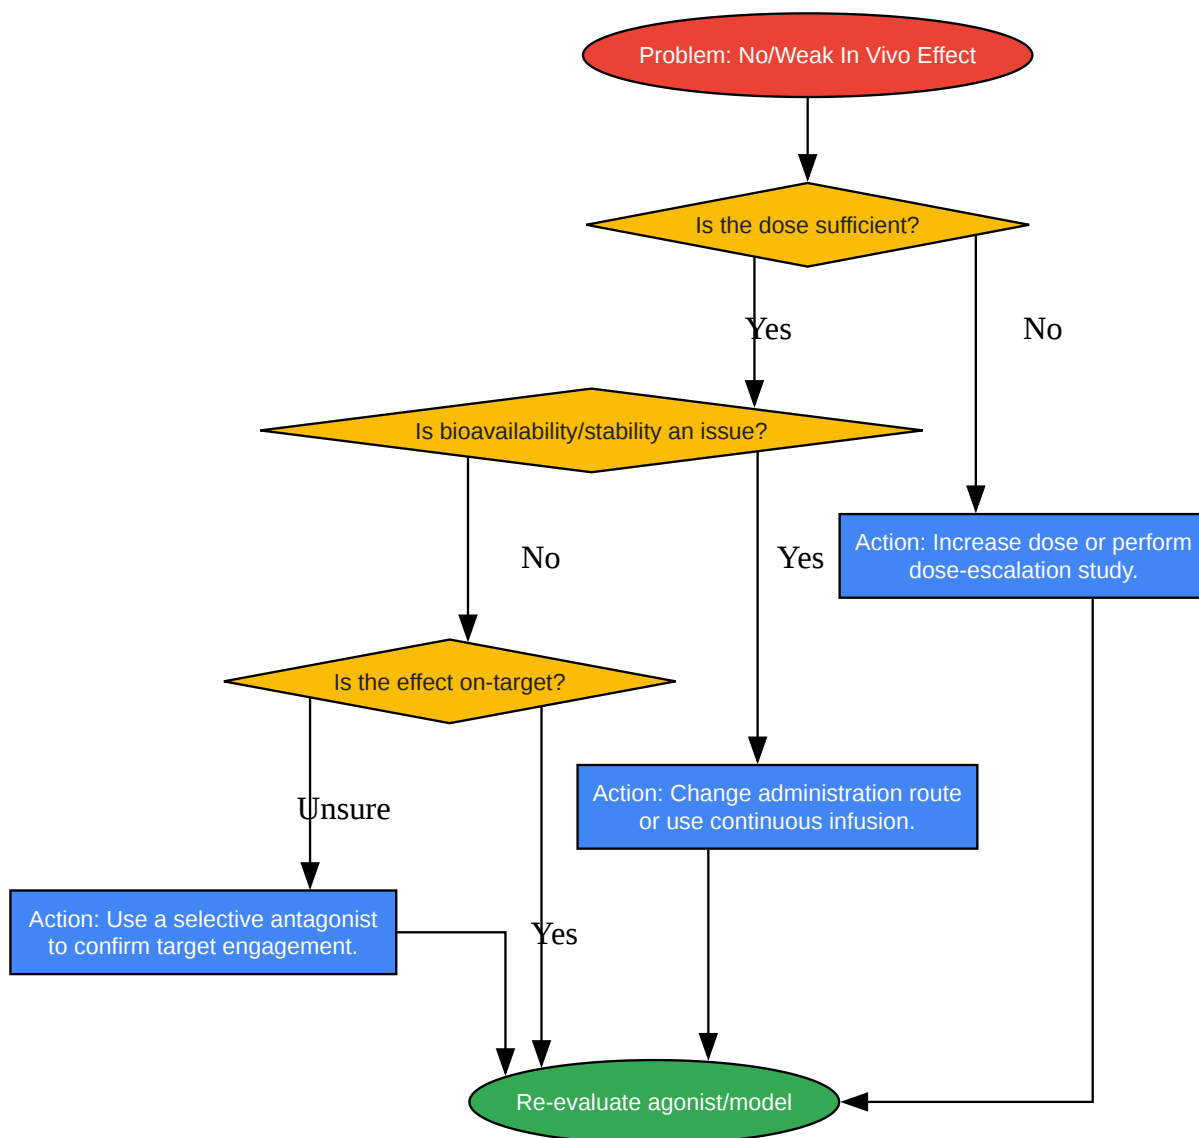 Problem: No/Weak In Vivo Effect
Is the dose sufficient?
Yes
No
Is bioavailability/stability an issue?
Action: Increase dose or perform
dose-escalation study.
No
Yes
Is the effect on-target?
Action: Change administration route
or use continuous infusion.
Unsure
Action: Use a selective antagonist
to confirm target engagement.
Yes
Re-evaluate agonist/model